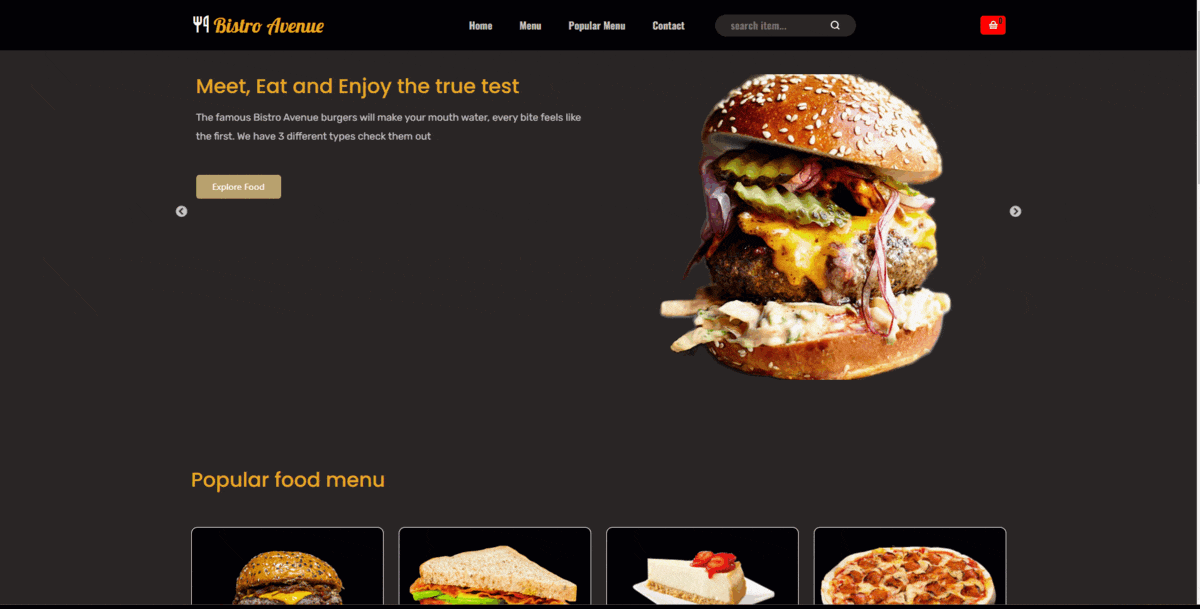 Bistro Avenue
Home Menu Popular Menu Contact search item... 0
Meet, Eat and Enjoy the true test
The famous Bistro Avenue burgers will make your mouth water, every bite feels like
the first. We have 3 different types check them out
Explore Food
Popular food menu